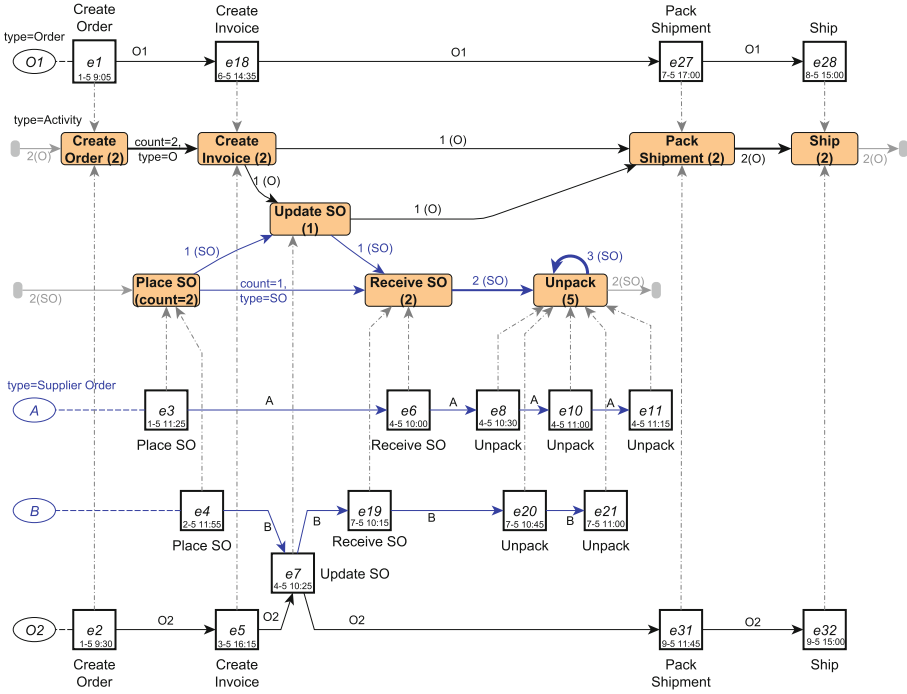 Create
Order
Create
Invoice
Pack
Shipment
Ship
type=Order
O1
e1
1-5 9:05
O1
e18
6-5 14:35
O1
e27
7-5 17:00
O1
e28
8-5 15:00
type=Activity
2(O)
Create
Order (2)
count=2,
type=O
Create
Invoice (2)
1 (O)
Pack
Shipment (2)
2(O)
Ship
(2)
2(O)
1 (O)
Update SO
(1)
1 (O)
1 (SO)
1 (SO)
2(SO)
Place SO
(count=2)
count=1,
type=SO
Receive SO
(2)
2 (SO)
Unpack
(5)
3 (SO)
2(SO)
type=Supplier Order
A
e3
1-5 11:25
A
e6
4-5 10:00
A
e8
4-5 10:30
A
e10
4-5 11:00
A
e11
4-5 11:15
Place SO
Receive SO
Unpack
Unpack
Unpack
B
e4
2-5 11:55
B
B
e19
7-5 10:15
B
e20
7-5 10:45
B
e21
7-5 11:00
Place SO
Receive SO
Unpack
Unpack
e7
4-5 10:25
Update SO
O2
e2
1-5 9:30
O2
e5
3-5 16:15
O2
O2
e31
9-5 11:45
O2
e32
9-5 15:00
Create
Order
Create
Invoice
Pack
Shipment
Ship